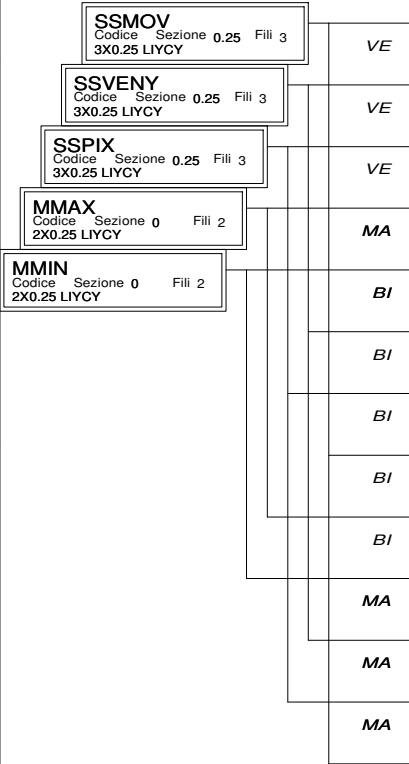 SSMOV
Codice Sezione 0.25 Fili 3
3X0.25 LIYCY
VE
SSVENY
Codice Sezione 0.25 Fili 3
3X0.25 LIYCY
VE
SSPIX
Codice Sezione 0.25 Fili 3
3X0.25 LIYCY
VE
MMAX
Codice Sezione 0 Fili 2
2X0.25 LIYCY
MA
MMIN
Codice Sezione 0 Fili 2
2X0.25 LIYCY
BI
BI
BI
BI
BI
MA
MA
MA